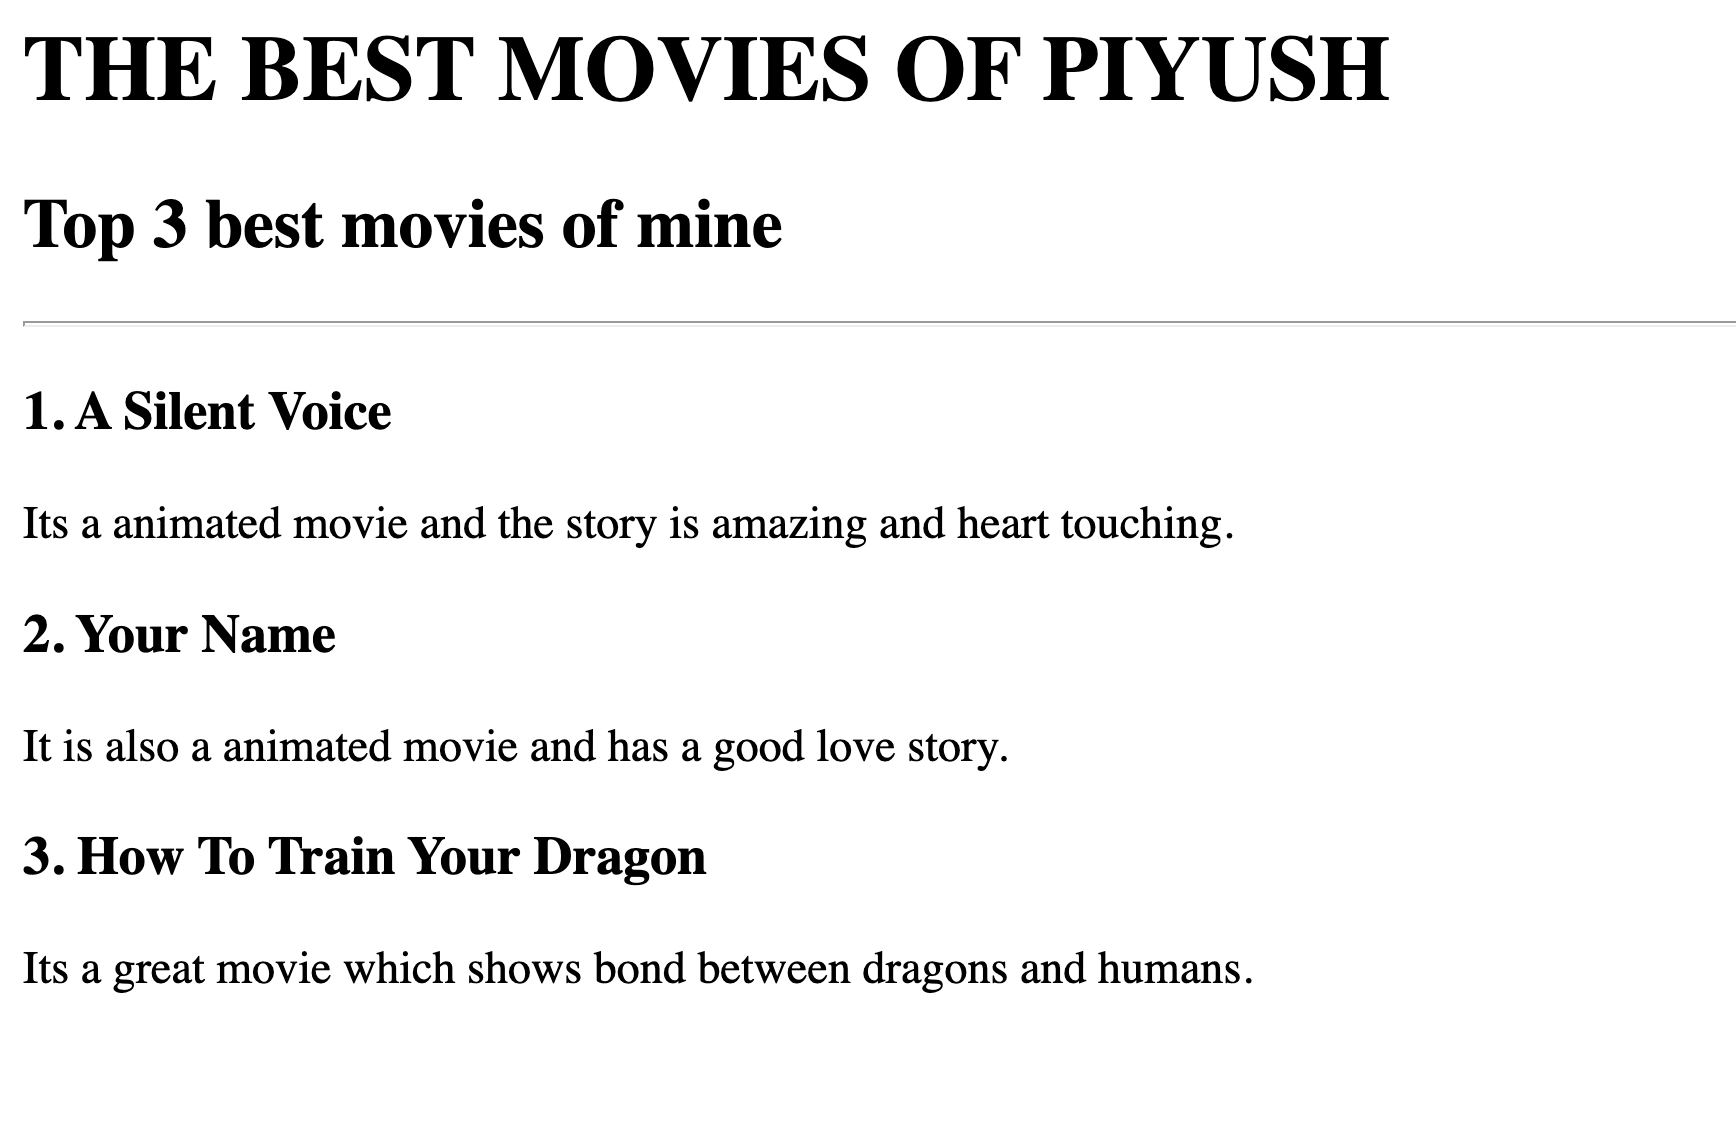 THE BEST MOVIES OF PIYUSH
Top 3 best movies of mine
1. A Silent Voice
Its a animated movie and the story is amazing and heart touching.
2. Your Name
It is also a animated movie and has a good love story.
3. How To Train Your Dragon
Its a great movie which shows bond between dragons and humans.